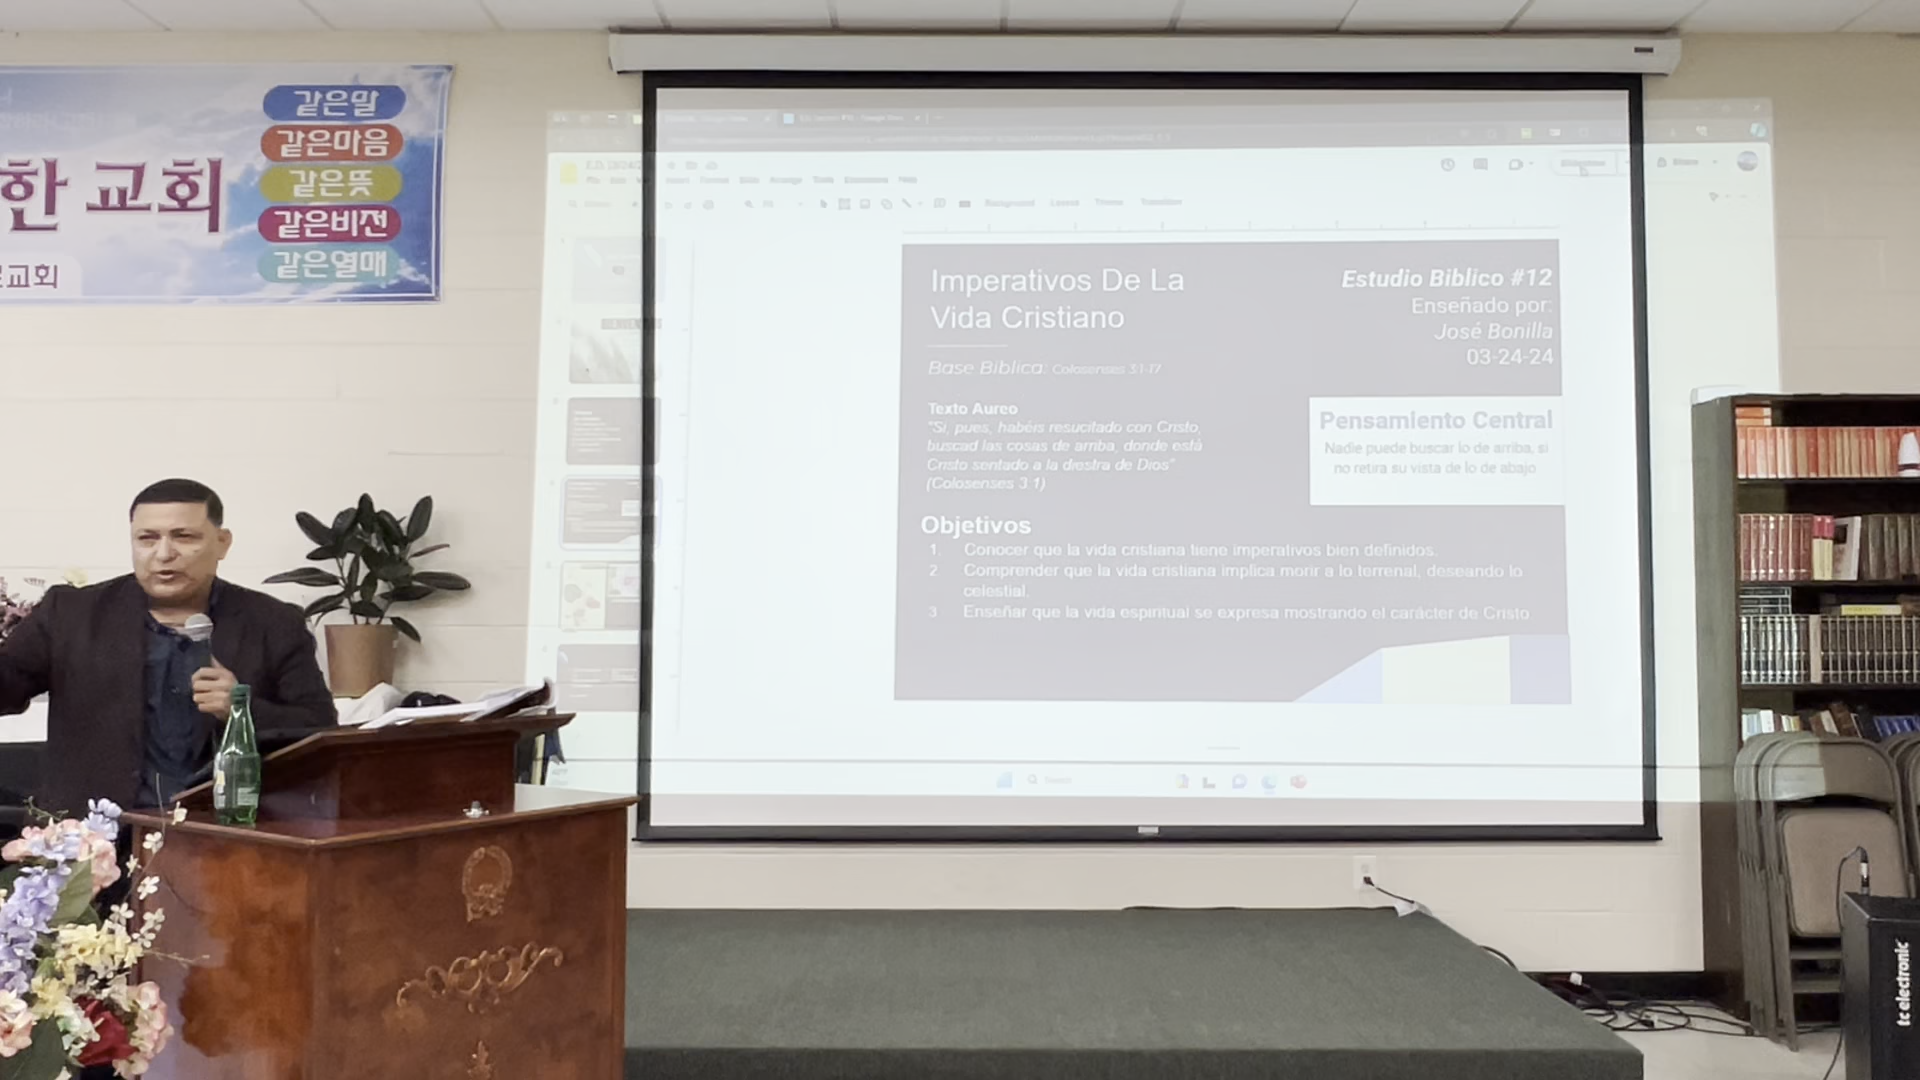 한 교회
같은말
같은마음
같은뜻
같은비전
같은열매
교회
Background
Layout
Theme
Transition
Imperativos De La
Vida Cristiano
Base Biblica: Colosenses 3:1-17
Texto Aureo
"Si, pues, habéis resucitado con Cristo,
buscad las cosas de arriba, donde está
Cristo sentado a la diestra de Dios"
(Colosenses 3:1)
Estudio Biblico #12
Enseñado por:
José Bonilla
03-24-24
Pensamiento Central
Nadie puede buscar lo de arriba, si
no retira su vista de lo de abajo
Objetivos
1. Conocer que la vida cristiana tiene imperativos bien definidos.
2 Comprender que la vida cristiana implica morir a lo terrenal, deseando lo
celestial.
3 Enseñar que la vida espiritual se expresa mostrando el carácter de Cristo
tc electronic